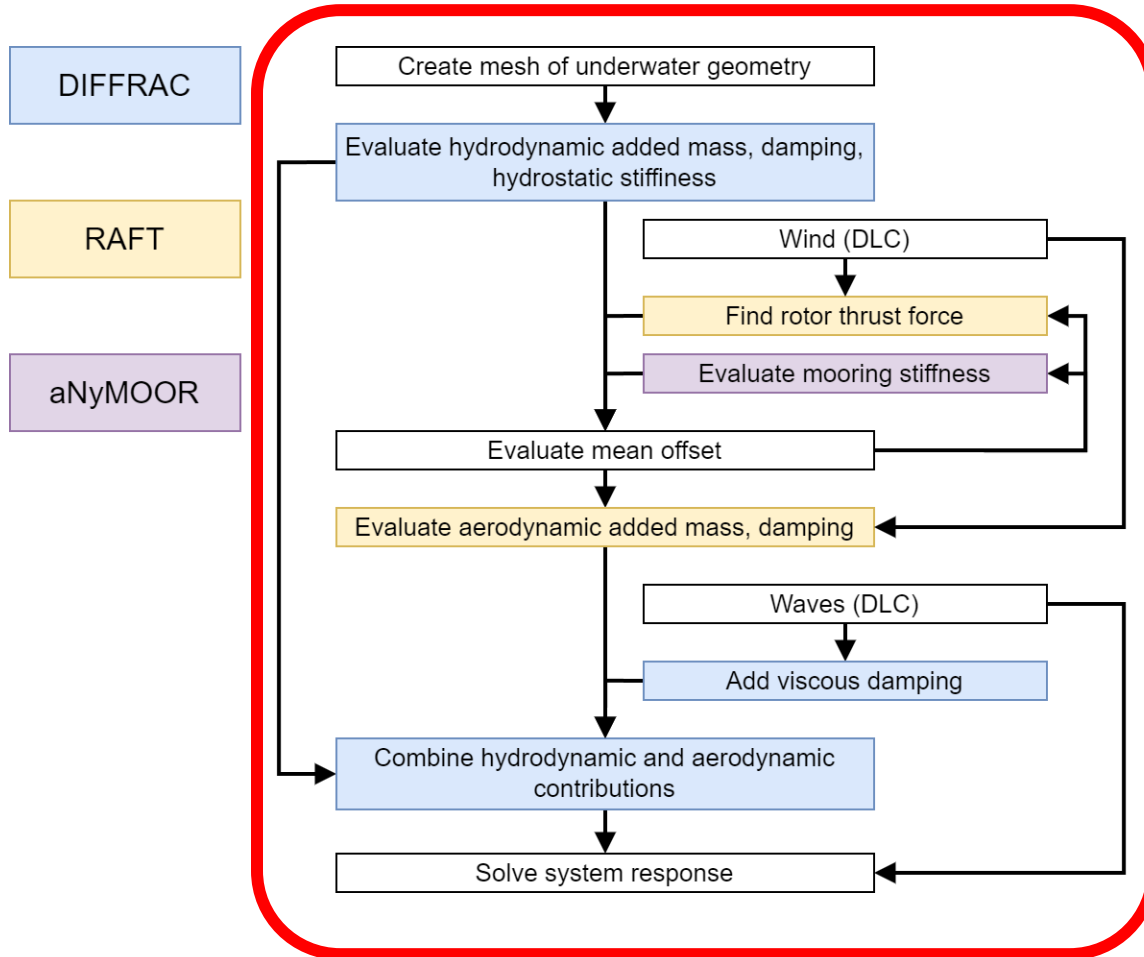 DIFFRAC
RAFT
aNyMOOR
Create mesh of underwater geometry
Evaluate hydrodynamic added mass, damping,
hydrostatic stiffiness
Wind (DLC)
Find rotor thrust force
Evaluate mooring stiffness
Evaluate mean offset
Evaluate aerodynamic added mass, damping
Waves (DLC)
Add viscous damping
Combine hydrodynamic and aerodynamic
contributions
Solve system response